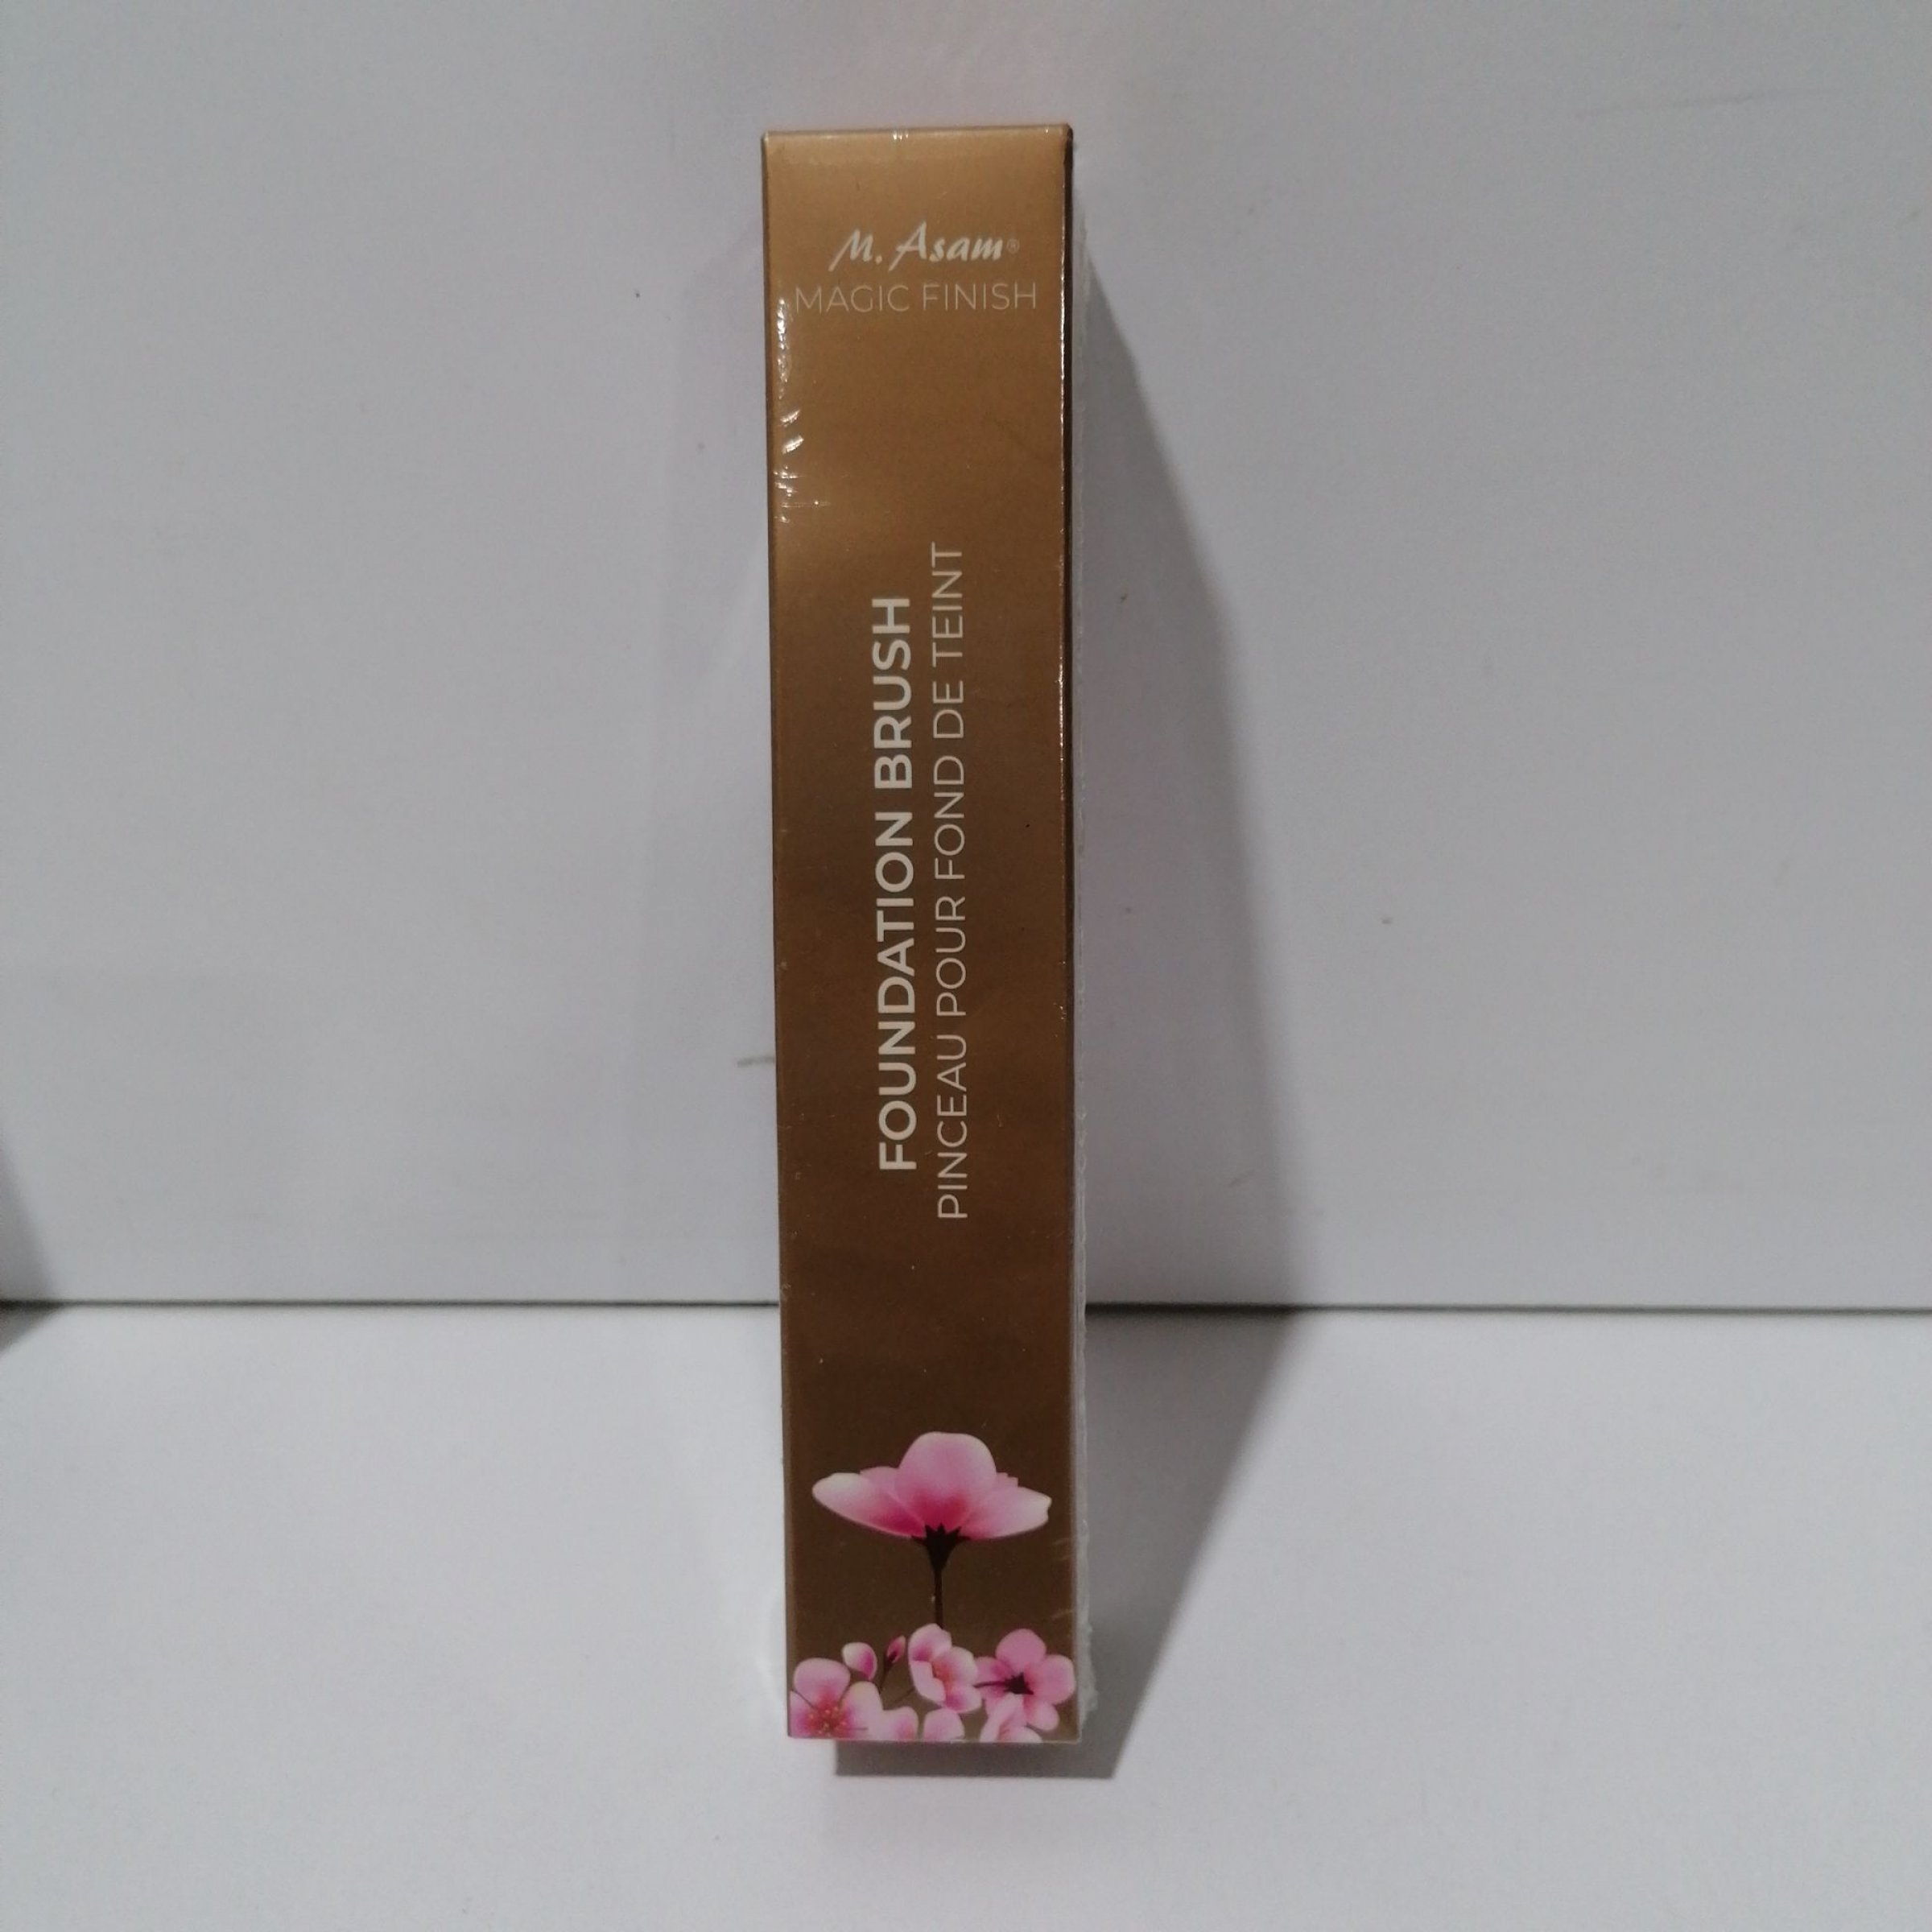 M. Asam®
MAGIC FINISH
FOUNDATION BRUSH
PINCEAU POUR FOND DE TEINT